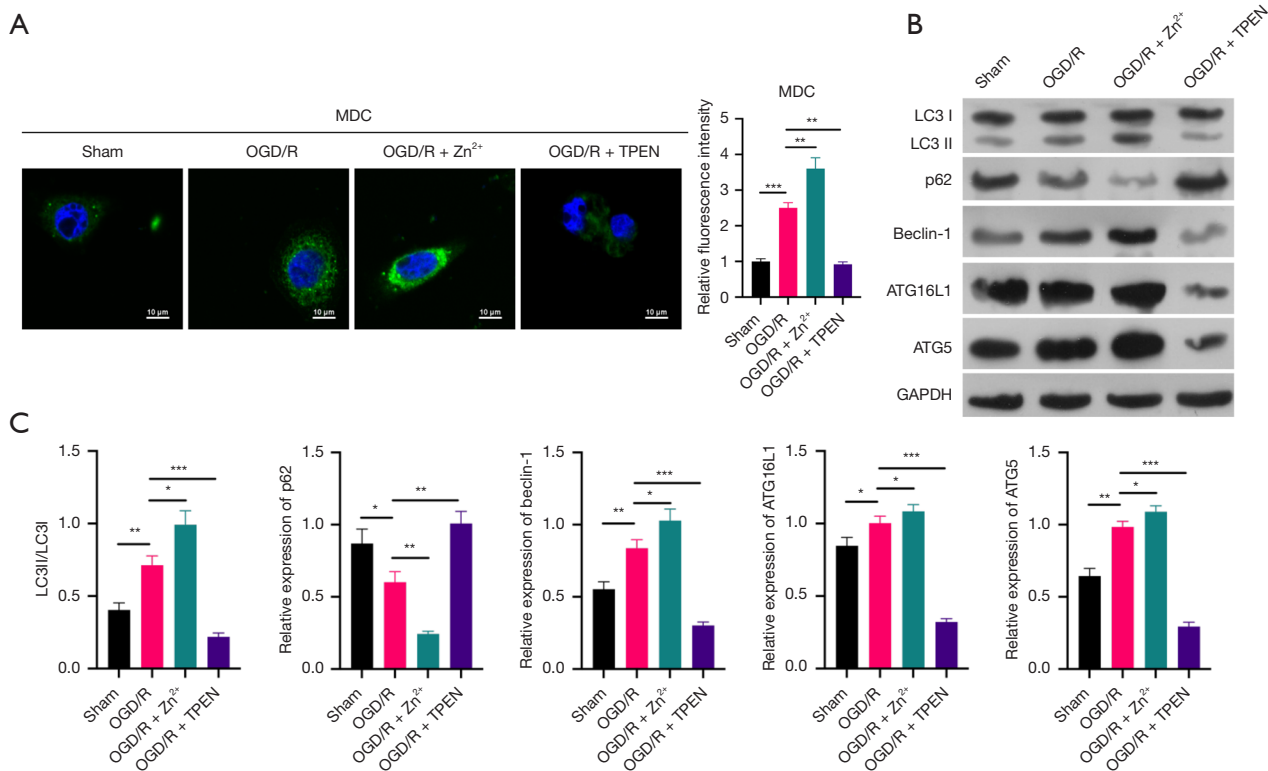 A
MDC
Sham
OGD/R
OGD/R + Zn²⁺
OGD/R + TPEN
10 μm
10 μm
10 μm
10 μm
MDC
Relative fluorescence intensity
5
4
3
2
1
0
***
**
**
Sham
OGD/R
OGD/R + Zn²⁺
OGD/R + TPEN
B
Sham
OGD/R
OGD/R + Zn²⁺
OGD/R + TPEN
LC3 I
LC3 II
p62
Beclin-1
ATG16L1
ATG5
GAPDH
C
LC3II/LC3I
1.5
1.0
0.5
0.0
***
*
**
Sham
OGD/R
OGD/R + Zn²⁺
OGD/R + TPEN
Relative expression of p62
1.5
1.0
0.5
0.0
*
**
**
Sham
OGD/R
OGD/R + Zn²⁺
OGD/R + TPEN
Relative expression of beclin-1
1.5
1.0
0.5
0.0
***
*
**
Sham
OGD/R
OGD/R + Zn²⁺
OGD/R + TPEN
Relative expression of ATG16L1
1.5
1.0
0.5
0.0
***
*
*
Sham
OGD/R
OGD/R + Zn²⁺
OGD/R + TPEN
Relative expression of ATG5
1.5
1.0
0.5
0.0
***
*
**
Sham
OGD/R
OGD/R + Zn²⁺
OGD/R + TPEN